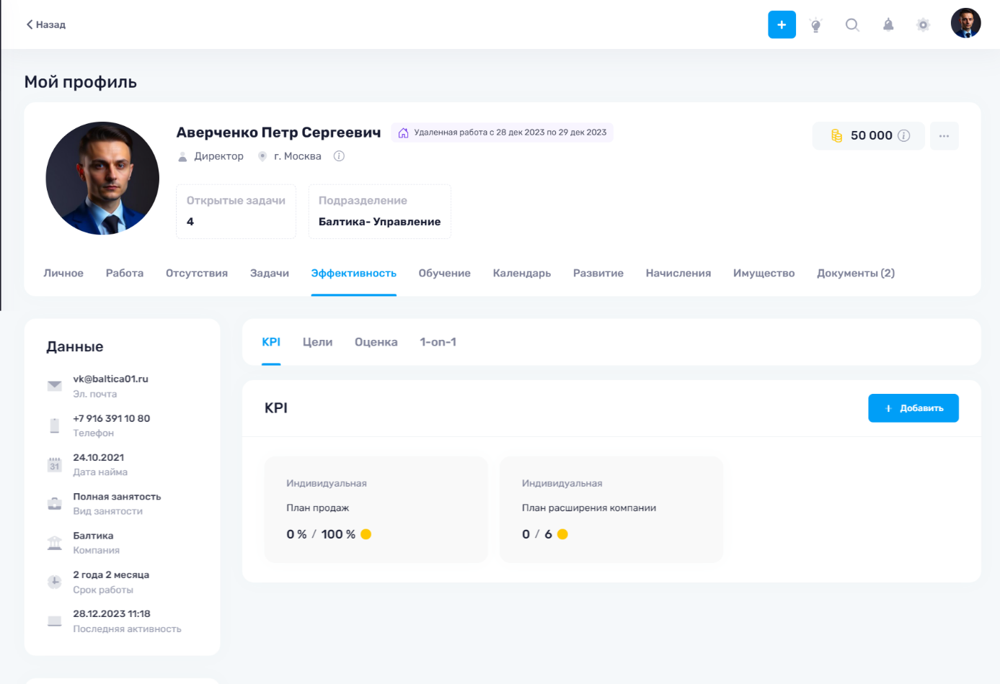 Назад
Мой профиль
Аверченко Петр Сергеевич
Удаленная работа с 28 дек 2023 по 29 дек 2023
50 000
Директор
г. Москва
Открытые задачи
4
Подразделение
Балтика- Управление
Личное
Работа
Отсутствия
Задачи
Эффективность
Обучение
Календарь
Развитие
Начисления
Имущество
Документы (2)
Данные
vk@baltica01.ru
Эл. почта
+7 916 391 10 80
Телефон
31
24.10.2021
Дата найма
Полная занятость
Вид занятости
Балтика
Компания
2 года 2 месяца
Срок работы
28.12.2023 11:18
Последняя активность
KPI
Цели
Оценка
1-on-1
KPI
+ Добавить
Индивидуальная
План продаж
0 % / 100 %
Индивидуальная
План расширения компании
0 / 6